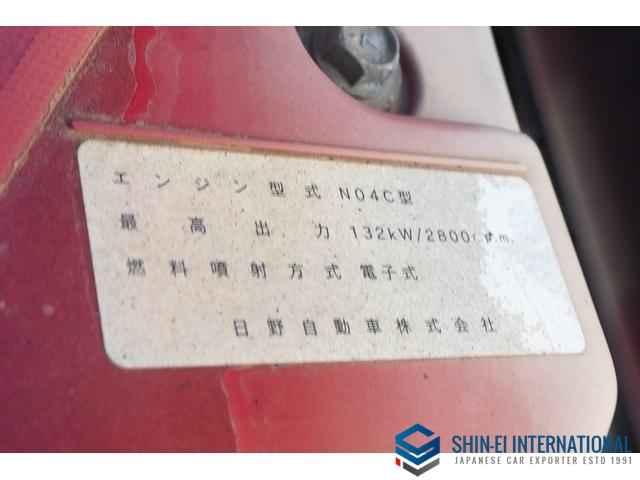 エンジン型式 N04C型
最高出力 132kW/2800r.p.m.
燃料噴射方式 電子式
日野自動車株式会社
SHIN-EI INTERNATIONAL
JAPANESE CAR EXPORTER ESTD 1991